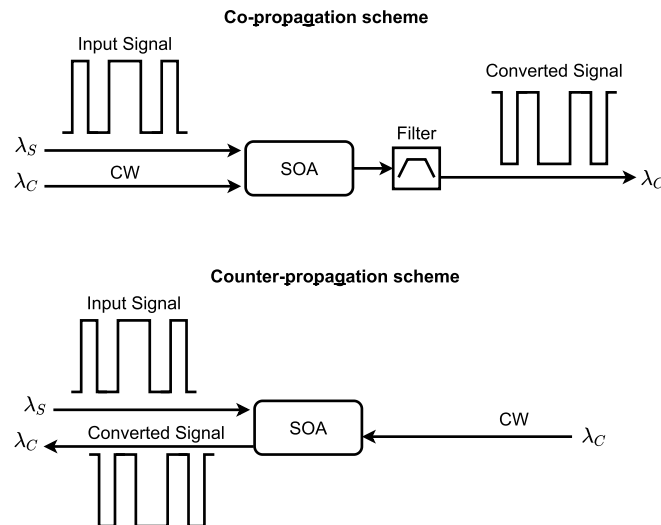 Co-propagation scheme
Input Signal
Converted Signal
Filter
λS
CW
λC
SOA
λC
Counter-propagation scheme
Input Signal
λS
SOA
CW
λC
Converted Signal
λC